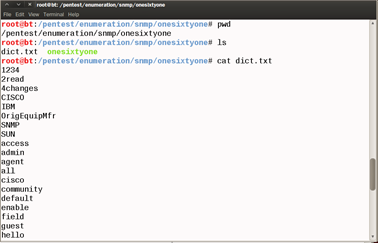 root@bt: /pentest/enumeration/snmp/onesixtyone
File Edit View Terminal Help
root@bt:/pentest/enumeration/snmp/onesixtyone# pwd
/pentest/enumeration/snmp/onesixtyone
root@bt:/pentest/enumeration/snmp/onesixtyone# ls
dict.txt onesixtyone
root@bt:/pentest/enumeration/snmp/onesixtyone# cat dict.txt
1234
2read
4changes
CISCO
IBM
OrigEquipMfr
SNMP
SUN
access
admin
agent
all
cisco
community
default
enable
field
guest
hello